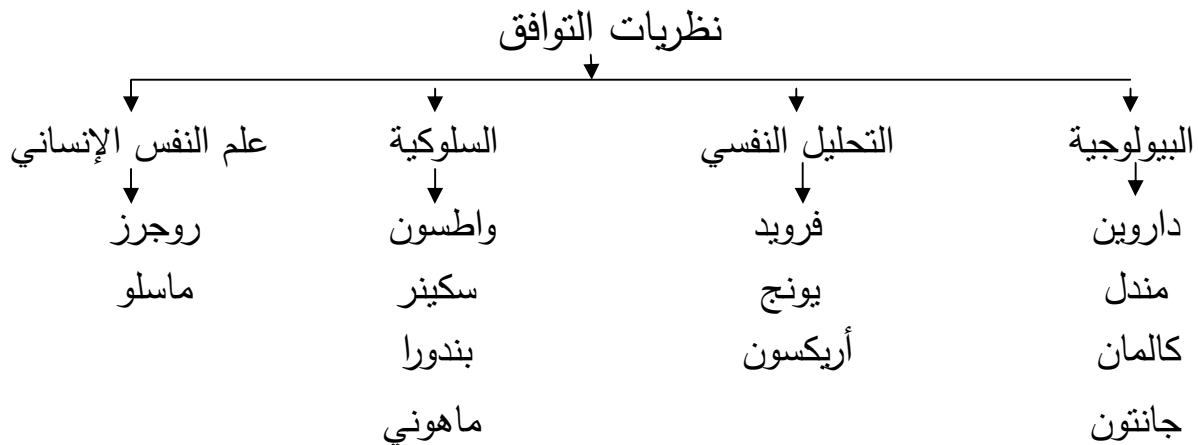 نظريات التوافق
البيولوجية التحليل النفسي السلوكية علم النفس الإنساني
داروين فرويد واطسون روجرز
مندل يونج سكينر ماسلو
كالمان أريكسون بندورا
جانتون ماهوني